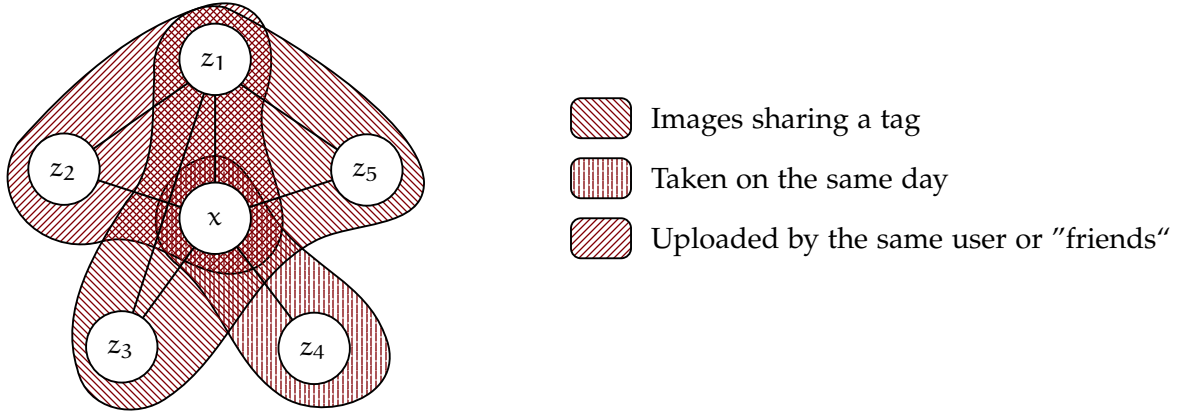 z1
z2
z5
x
z3
z4
Images sharing a tag
Taken on the same day
Uploaded by the same user or ”friends“